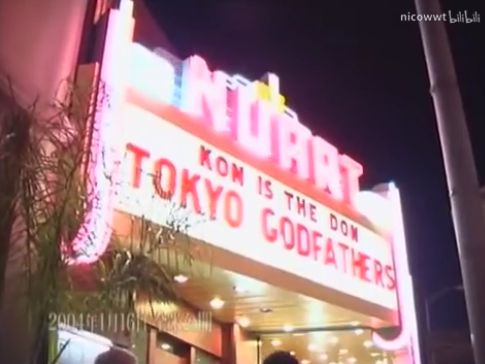 nicowwt bilibili
NUART
KON IS THE DON
TOKYO GODFATHERS
2004年1月16日